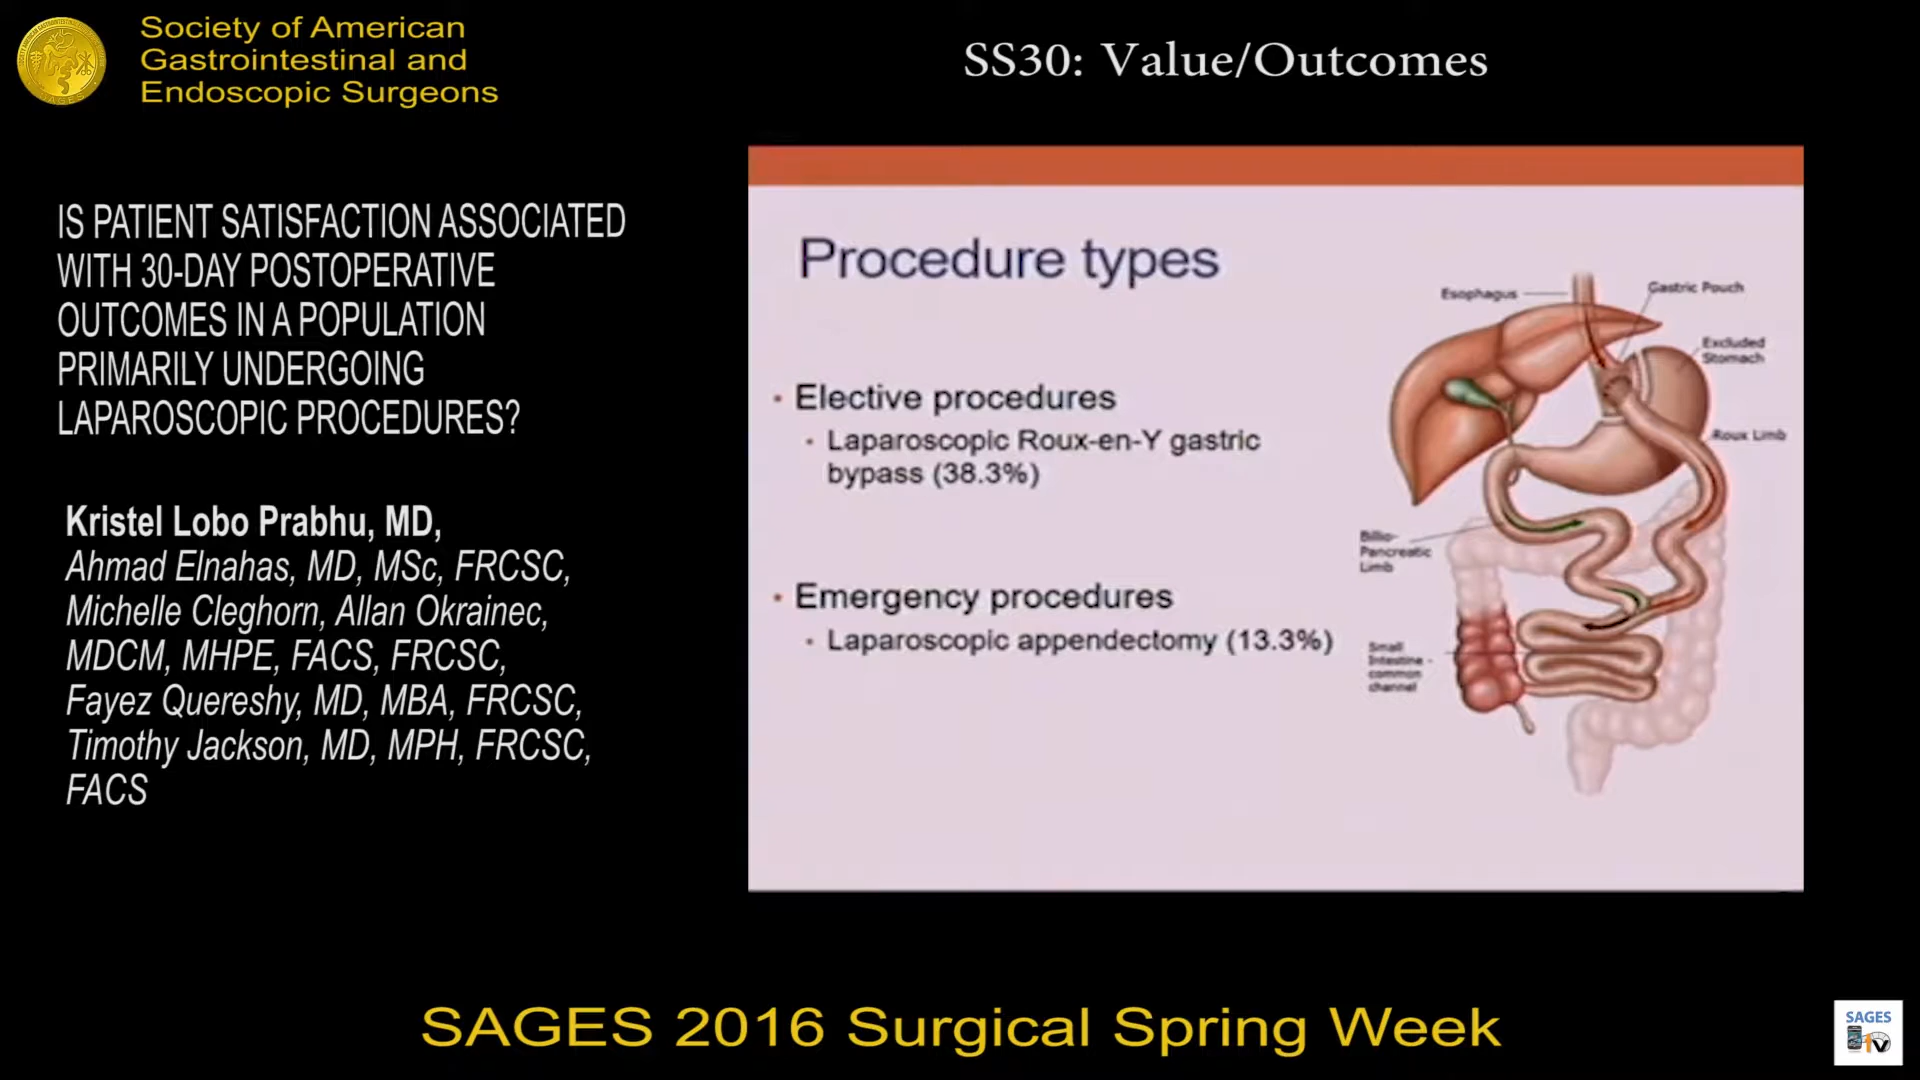 Society of American
Gastrointestinal and
Endoscopic Surgeons
SS30: Value/Outcomes
IS PATIENT SATISFACTION ASSOCIATED
WITH 30-DAY POSTOPERATIVE
OUTCOMES IN A POPULATION
PRIMARILY UNDERGOING
LAPAROSCOPIC PROCEDURES?
Kristel Lobo Prabhu, MD,
Ahmad Elnahas, MD, MSc, FRCSC,
Michelle Cleghorn, Allan Okrainec,
MDCM, MHPE, FACS, FRCSC,
Fayez Quereshy, MD, MBA, FRCSC,
Timothy Jackson, MD, MPH, FRCSC,
FACS
Procedure types
• Elective procedures
• Laparoscopic Roux-en-Y gastric
bypass (38.3%)
• Emergency procedures
• Laparoscopic appendectomy (13.3%)
Esophagus
Gastric Pouch
Excluded
Stomach
Roux Limb
Billio-
Pancreatic
Limb
Small
Intestine -
common
channel
SAGES 2016 Surgical Spring Week
SAGES
TV